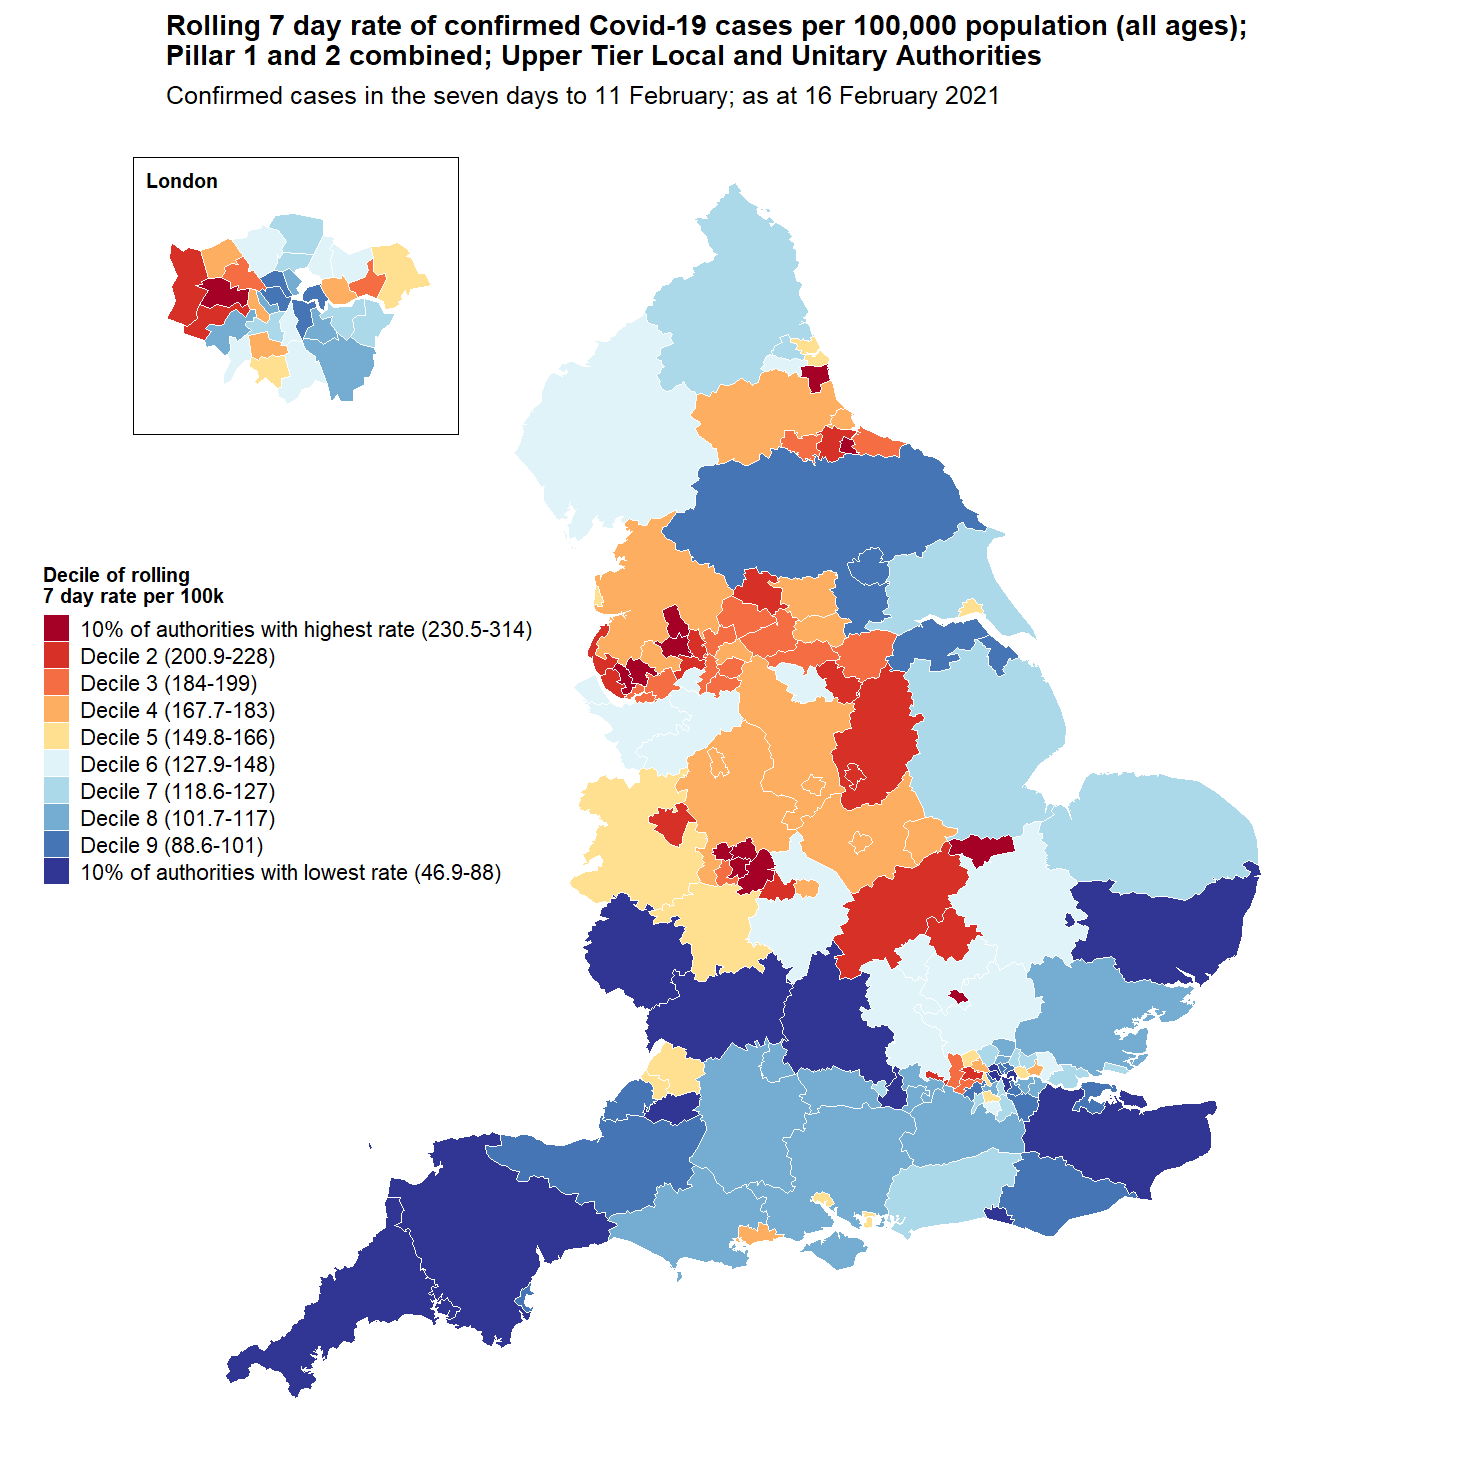 Rolling 7 day rate of confirmed Covid-19 cases per 100,000 population (all ages);
Pillar 1 and 2 combined; Upper Tier Local and Unitary Authorities
Confirmed cases in the seven days to 11 February; as at 16 February 2021
London
Decile of rolling
7 day rate per 100k
10% of authorities with highest rate (230.5-314)
Decile 2 (200.9-228)
Decile 3 (184-199)
Decile 4 (167.7-183)
Decile 5 (149.8-166)
Decile 6 (127.9-148)
Decile 7 (118.6-127)
Decile 8 (101.7-117)
Decile 9 (88.6-101)
10% of authorities with lowest rate (46.9-88)